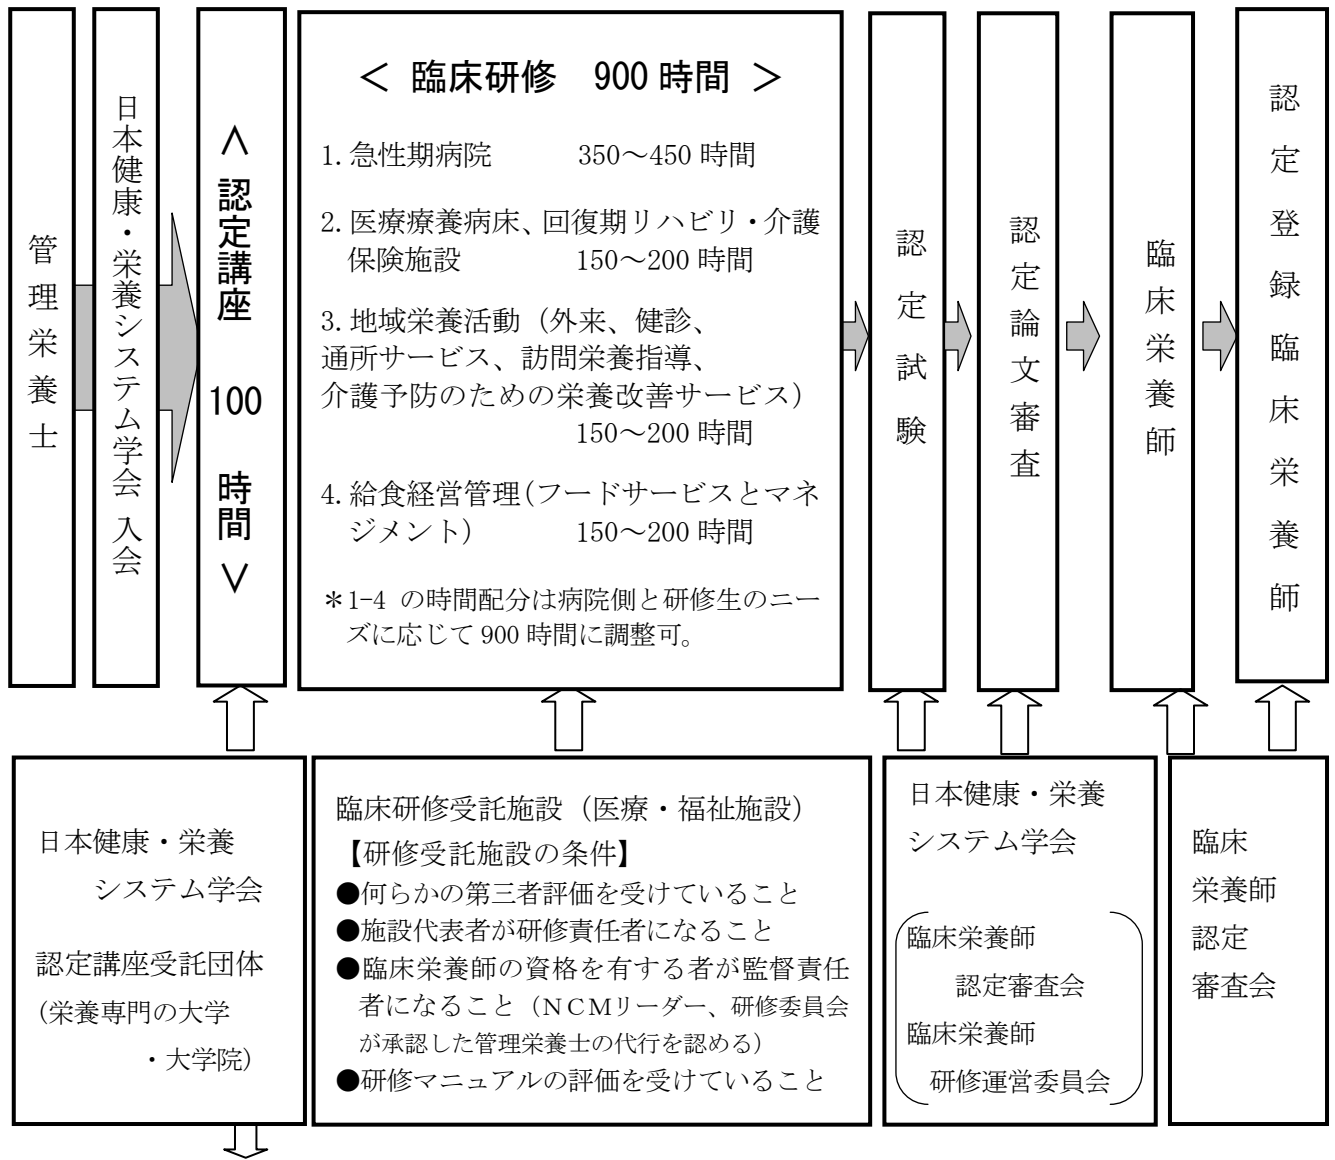 管理栄養士
日本健康・栄養システム学会 入会
＜ 認定講座 100 時間 ＞
＜ 臨床研修　900 時間 ＞
1. 急性期病院　350～450 時間
2. 医療療養病床、回復期リハビリ・介護
保険施設　150～200 時間
3. 地域栄養活動（外来、健診、
通所サービス、訪問栄養指導、
介護予防のための栄養改善サービス）
150～200 時間
4. 給食経営管理(フードサービスとマネ
ジメント）　150～200 時間
＊1-4 の時間配分は病院側と研修生のニー
ズに応じて 900 時間に調整可。
認定試験
認定論文審査
臨床栄養師
認定登録臨床栄養師
日本健康・栄養
システム学会
認定講座受託団体
(栄養専門の大学
・大学院)
臨床研修受託施設（医療・福祉施設）
【研修受託施設の条件】
●何らかの第三者評価を受けていること
●施設代表者が研修責任者になること
●臨床栄養師の資格を有する者が監督責任
者になること（ＮＣＭリーダー、研修委員会
が承認した管理栄養士の代行を認める）
●研修マニュアルの評価を受けていること
日本健康・栄養
システム学会
臨床栄養師
認定審査会
臨床栄養師
研修運営委員会
臨床
栄養師
認定
審査会